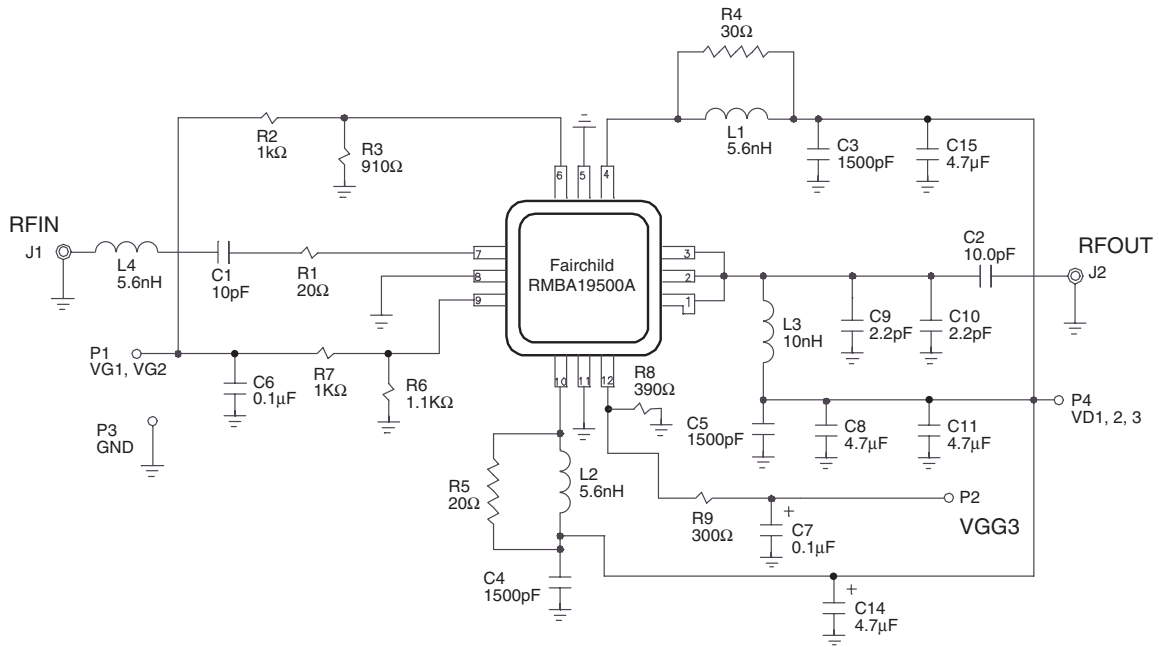 R4
30Ω
R2
1kΩ
R3
910Ω
L1
5.6nH
C3
1500pF
C15
4.7µF
6
5
4
RFIN
J1
L4
5.6nH
C1
10pF
R1
20Ω
7
8
9
Fairchild
RMBA19500A
3
2
1
C2
10.0pF
RFOUT
J2
L3
10nH
C9
2.2pF
C10
2.2pF
P1
VG1, VG2
C6
0.1µF
R7
1KΩ
R6
1.1KΩ
10
11
12
R8
390Ω
P3
GND
C5
1500pF
C8
4.7µF
C11
4.7µF
P4
VD1, 2, 3
R5
20Ω
L2
5.6nH
R9
300Ω
+
C7
0.1µF
P2
VGG3
C4
1500pF
+
C14
4.7µF